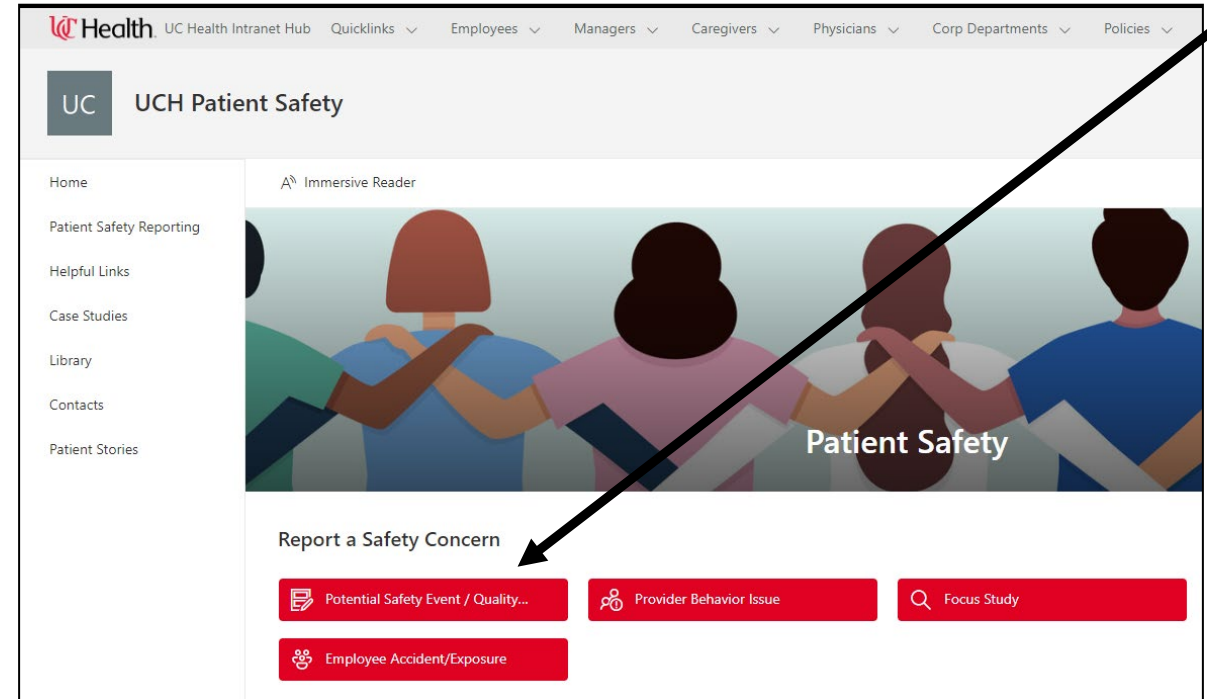 UC Health. UC Health Intranet Hub Quicklinks Employees Managers Caregivers Physicians Corp Departments Policies
UC UCH Patient Safety
Home
Immersive Reader
Patient Safety Reporting
Helpful Links
Case Studies
Library
Contacts
Patient Stories
Patient Safety
Report a Safety Concern
Potential Safety Event / Quality... Provider Behavior Issue Focus Study
Employee Accident/Exposure